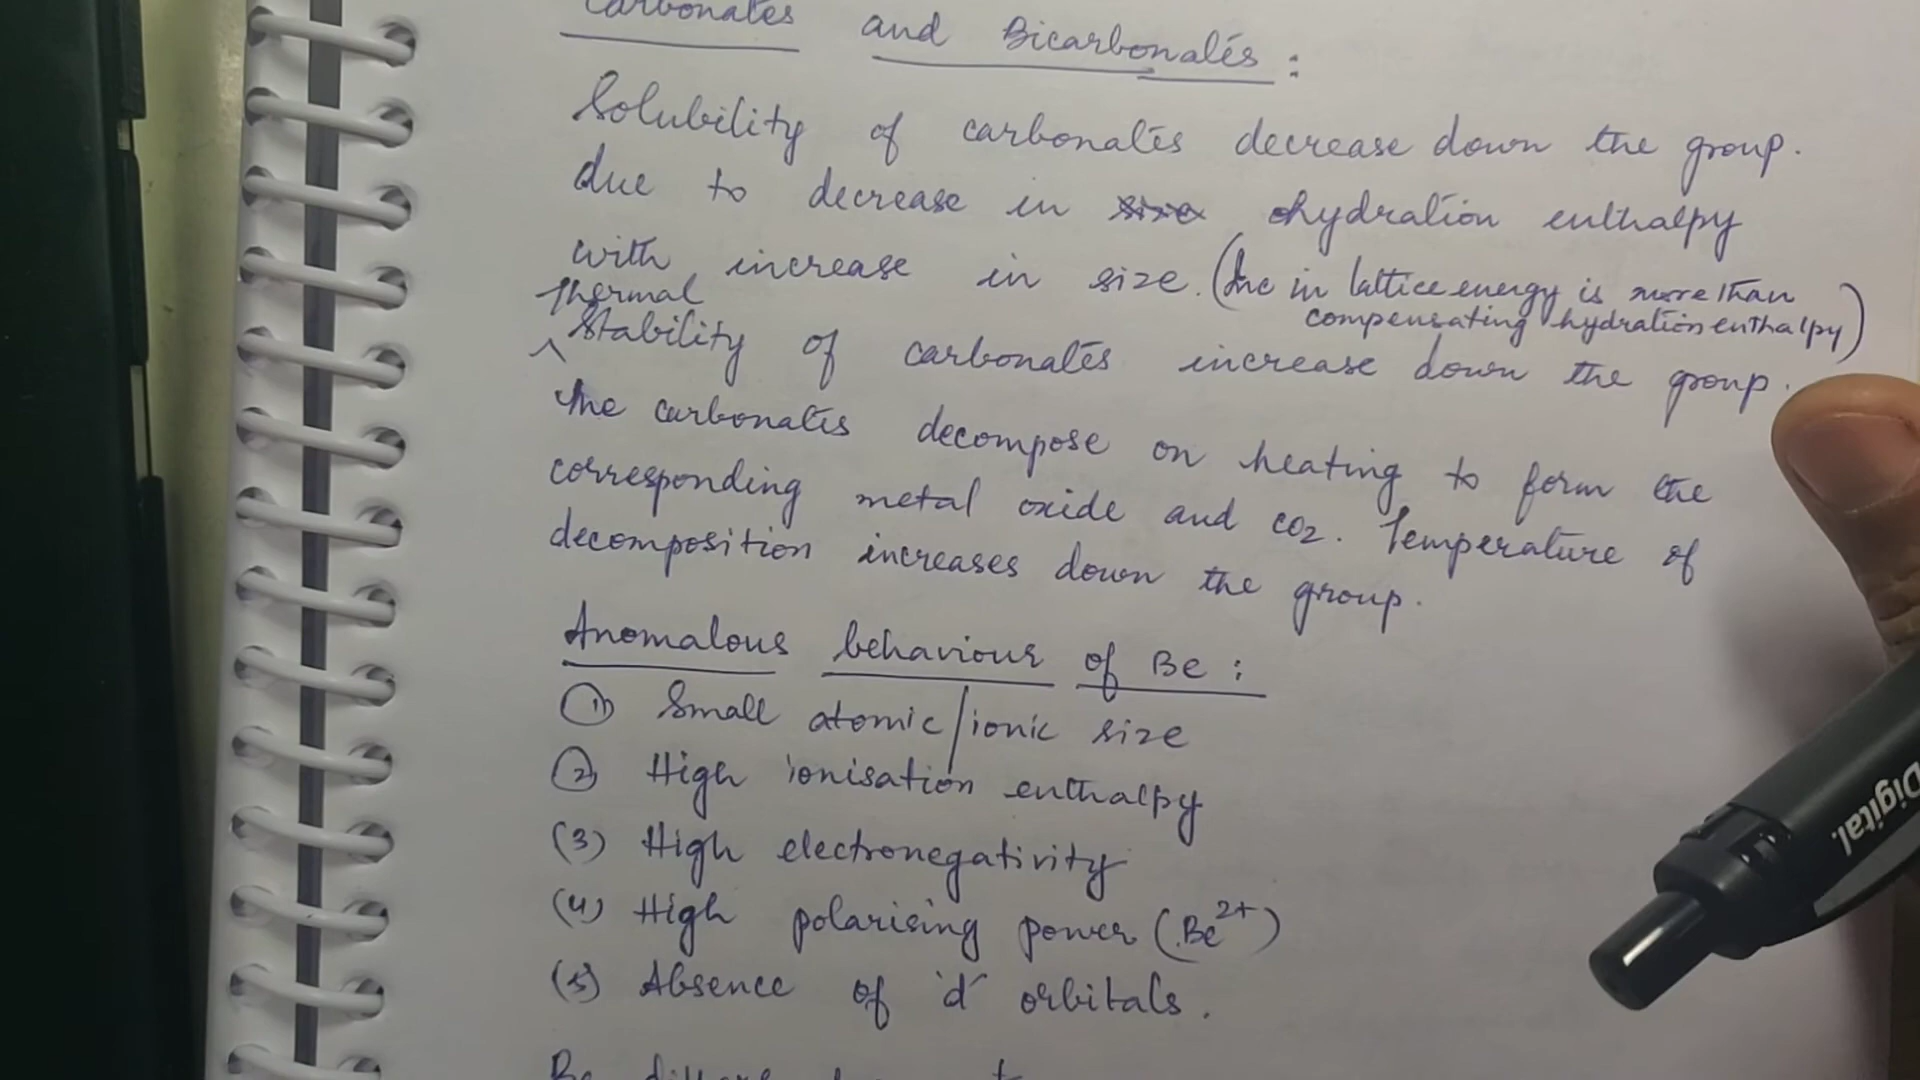 Carbonates and Bicarbonates :
Solubility of carbonates decrease down the group.
due to decrease in size hydration enthalpy
with increase in size. (Inc in lattice energy is more than
compensating hydration enthalpy)
Thermal
^ Stability of carbonates increase down the group.
The carbonates decompose on heating to form the
corresponding metal oxide and CO2. Temperature of
decomposition increases down the group.
Anomalous behaviour of Be :
(1) Small atomic/ionic size
(2) High ionisation enthalpy
(3) High electronegativity
(4) High polarising power (Be2+)
(5) Absence of 'd' orbitals.
Be
Digital.